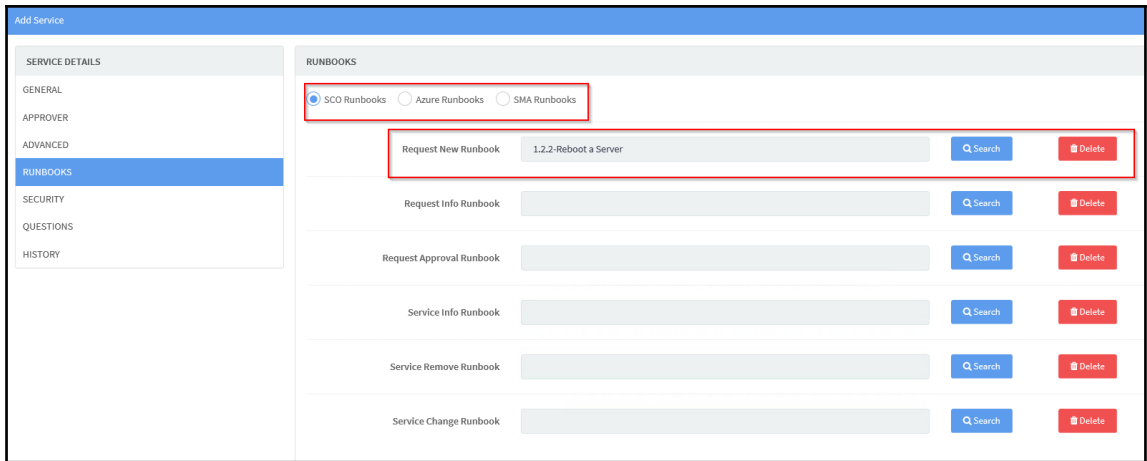 Add Service
SERVICE DETAILS
GENERAL
APPROVER
ADVANCED
RUNBOOKS
SECURITY
QUESTIONS
HISTORY
RUNBOOKS
SCO Runbooks Azure Runbooks SMA Runbooks
Request New Runbook 1.2.2-Reboot a Server Search Delete
Request Info Runbook Search Delete
Request Approval Runbook Search Delete
Service Info Runbook Search Delete
Service Remove Runbook Search Delete
Service Change Runbook Search Delete